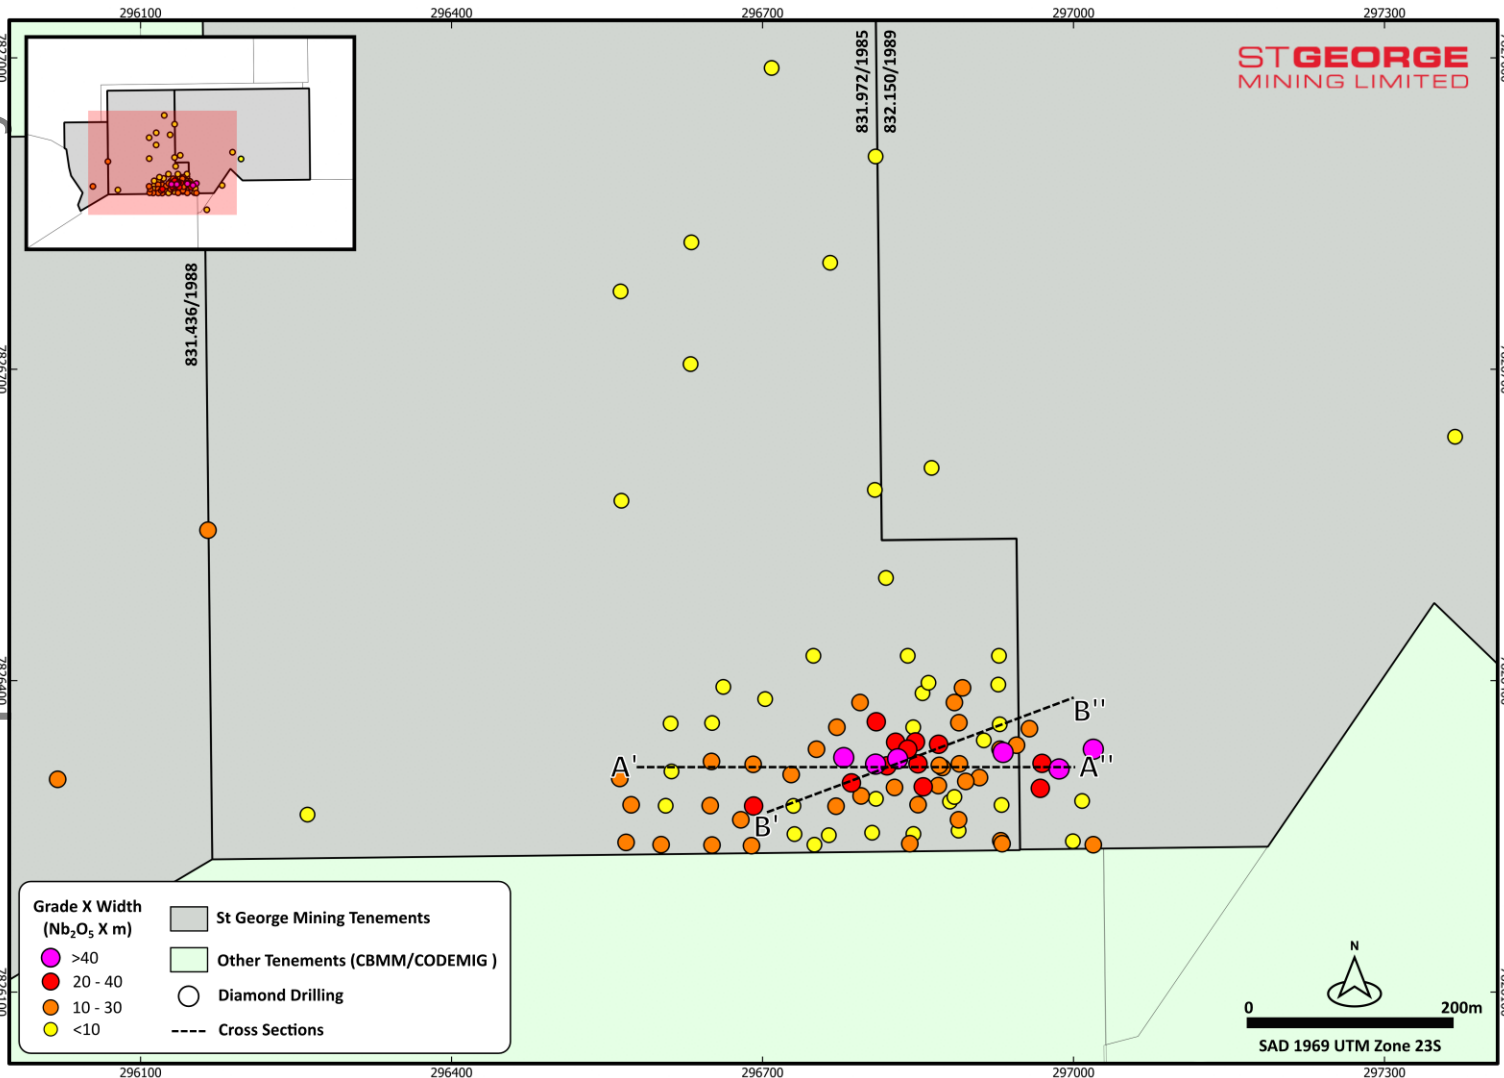 296100
296400
296700
297000
297300
STGEORGE
MINING LIMITED
831.972/1985
832.150/1989
831.436/1988
7827000
B''
A'
A''
B'
Grade X Width
(Nb₂O₅ X m)
>40
20 - 40
10 - 30
<10
St George Mining Tenements
Other Tenements (CBMM/CODEMIG )
Diamond Drilling
Cross Sections
N
0
200m
SAD 1969 UTM Zone 23S
296100
296400
296700
297000
297300